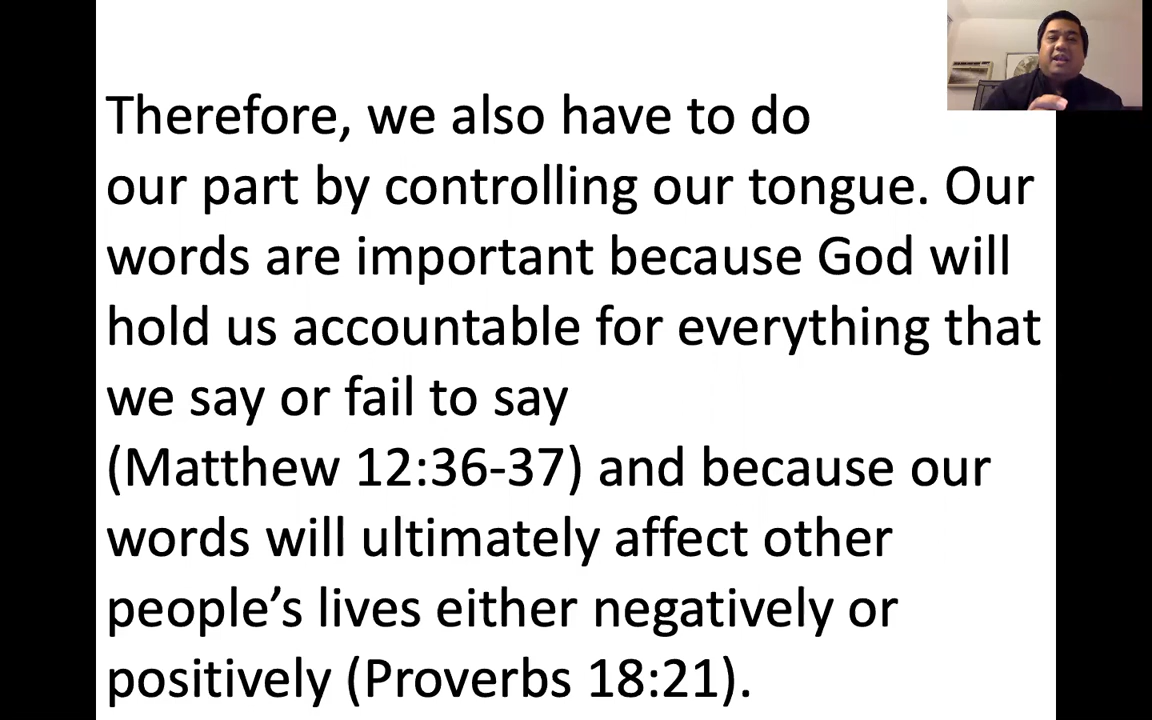 Therefore, we also have to do
our part by controlling our tongue. Our
words are important because God will
hold us accountable for everything that
we say or fail to say
(Matthew 12:36-37) and because our
words will ultimately affect other
people’s lives either negatively or
positively (Proverbs 18:21).